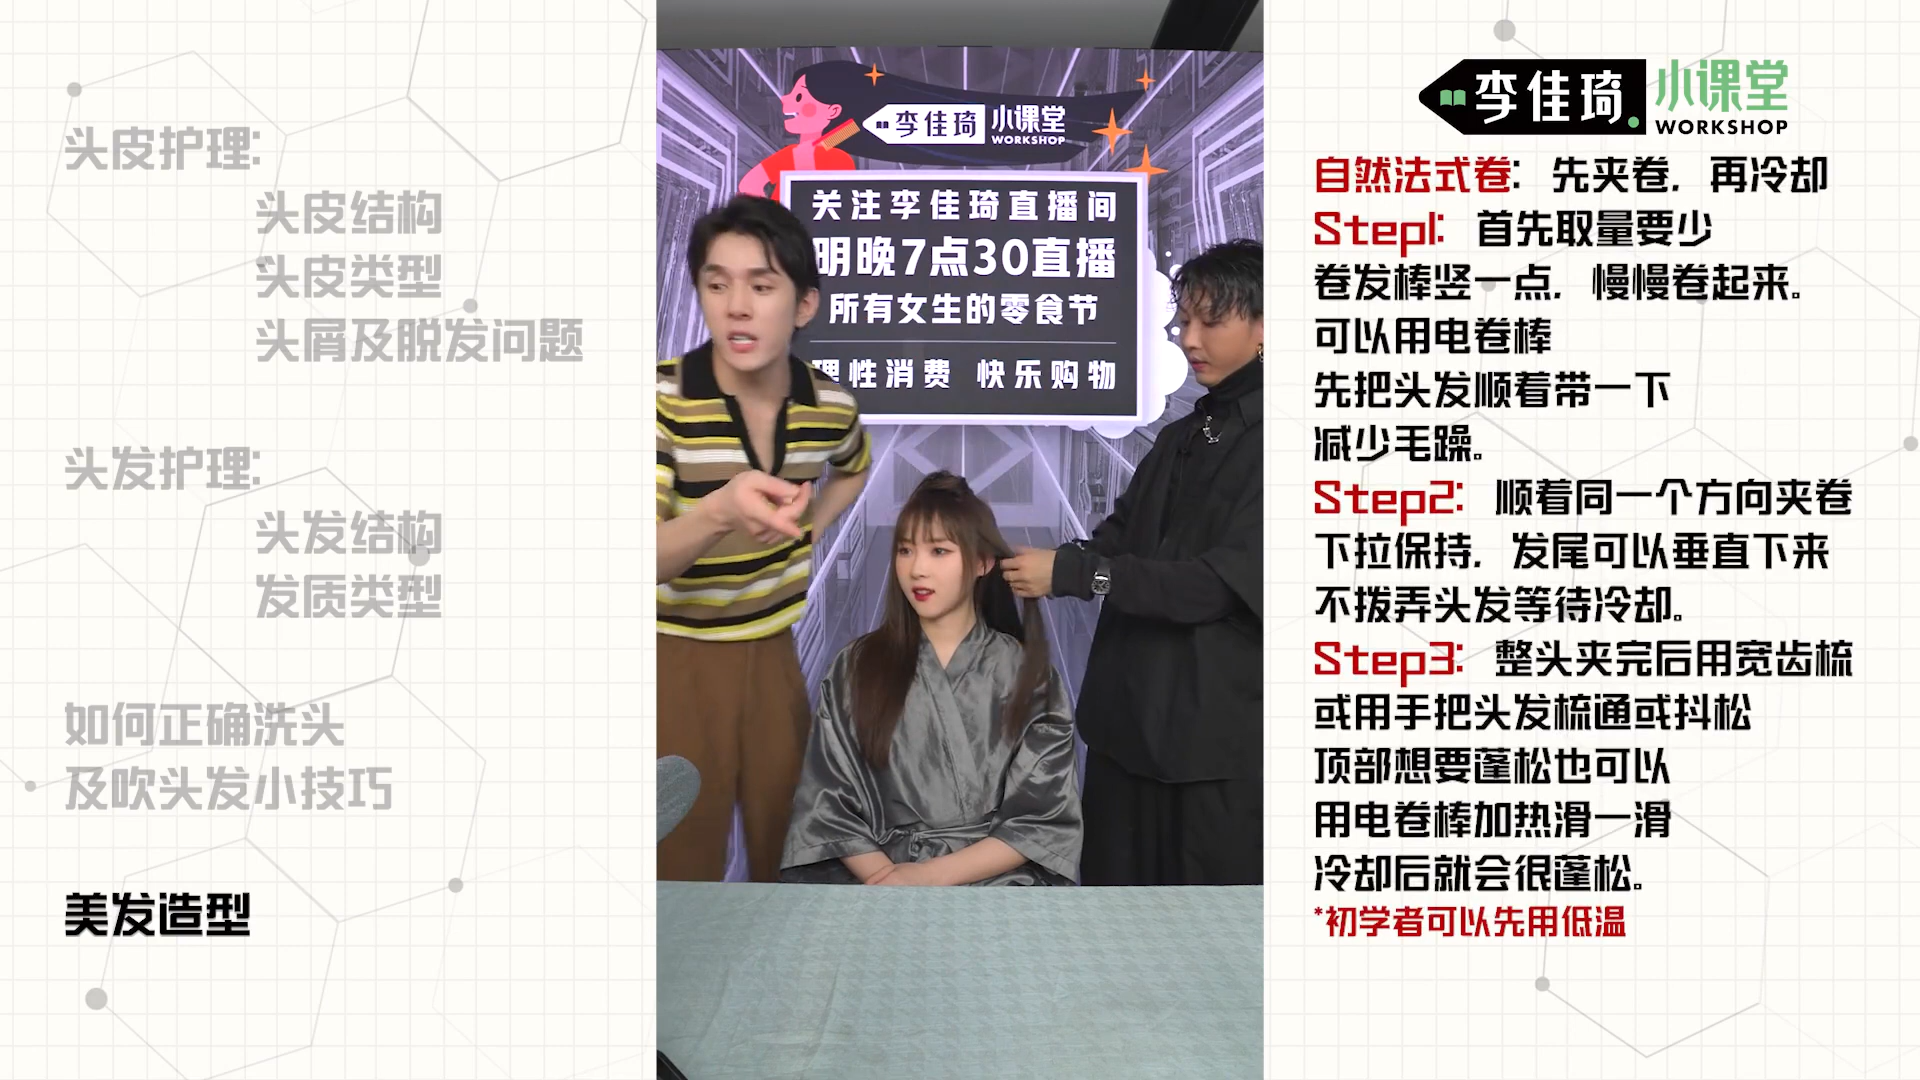 头皮护理:
头皮结构
头皮类型
头屑及脱发问题
头发护理:
头发结构
发质类型
如何正确洗头
及吹头发小技巧
美发造型
李佳琦 小课堂
WORKSHOP
关注李佳琦直播间
明晚7点30直播
所有女生的零食节
理性消费 快乐购物
李佳琦 小课堂
WORKSHOP
自然法式卷：先夹卷，再冷却
Step1：首先取量要少
卷发棒竖一点，慢慢卷起来。
可以用电卷棒
先把头发顺着带一下
减少毛躁。
Step2：顺着同一个方向夹卷
下拉保持，发尾可以垂直下来
不拨弄头发等待冷却。
Step3：整头夹完后用宽齿梳
或用手把头发梳通或抖松
顶部想要蓬松也可以
用电卷棒加热滑一滑
冷却后就会很蓬松。
*初学者可以先用低温